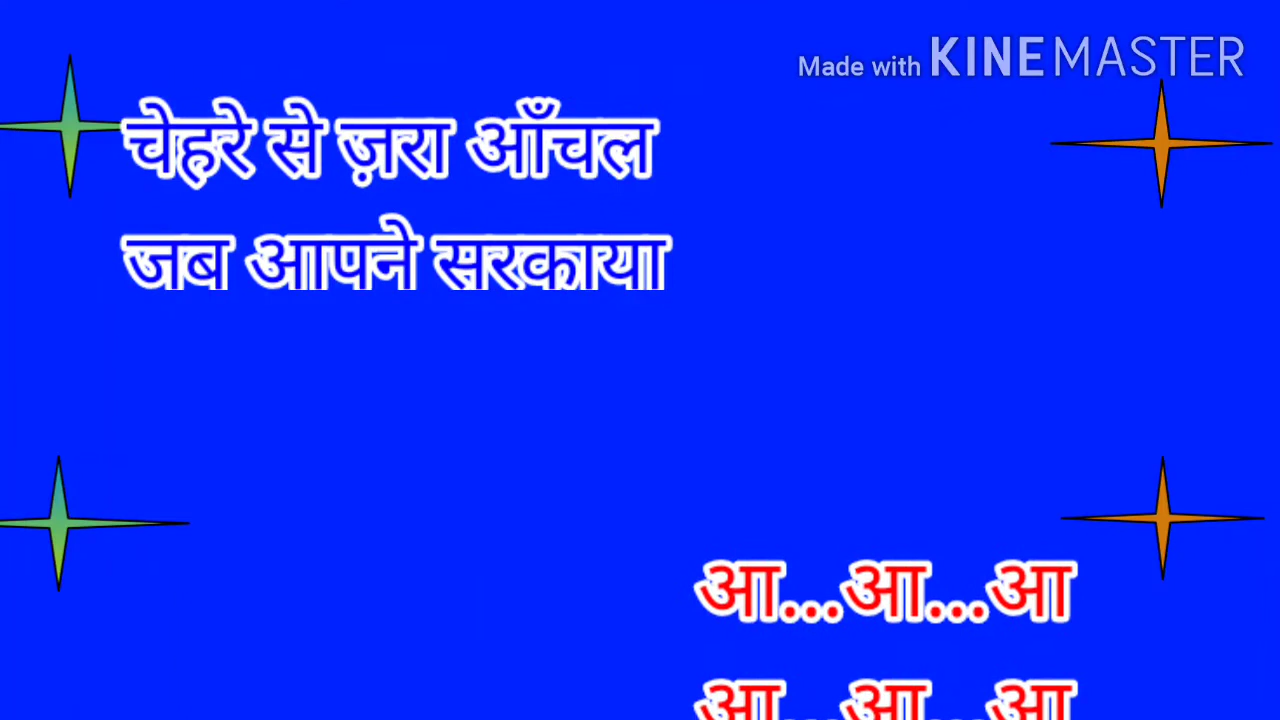 Made with KINEMASTER
चेहरे से ज़रा आँचल
जब आपने सरकाया
आ...आ...आ
आ...आ...आ